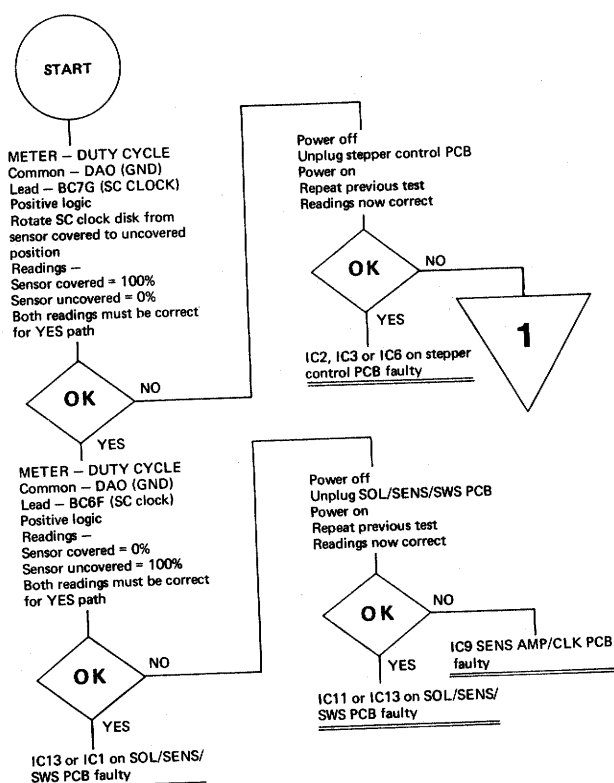 START
METER – DUTY CYCLE
Common – DAO (GND)
Lead – BC7G (SC CLOCK)
Positive logic
Rotate SC clock disk from
sensor covered to uncovered
position
Readings –
Sensor covered = 100%
Sensor uncovered = 0%
Both readings must be correct
for YES path
OK
NO
YES
Power off
Unplug stepper control PCB
Power on
Repeat previous test
Readings now correct
OK
NO
YES
1
IC2, IC3 or IC6 on stepper
control PCB faulty
METER – DUTY CYCLE
Common – DAO (GND)
Lead – BC6F (SC clock)
Positive logic
Readings –
Sensor covered = 0%
Sensor uncovered = 100%
Both readings must be correct
for YES path
OK
NO
YES
Power off
Unplug SOL/SENS/SWS PCB
Power on
Repeat previous test
Readings now correct
OK
NO
YES
IC9 SENS AMP/CLK PCB
faulty
IC11 or IC13 on SOL/SENS/
SWS PCB faulty
IC13 or IC1 on SOL/SENS/
SWS PCB faulty